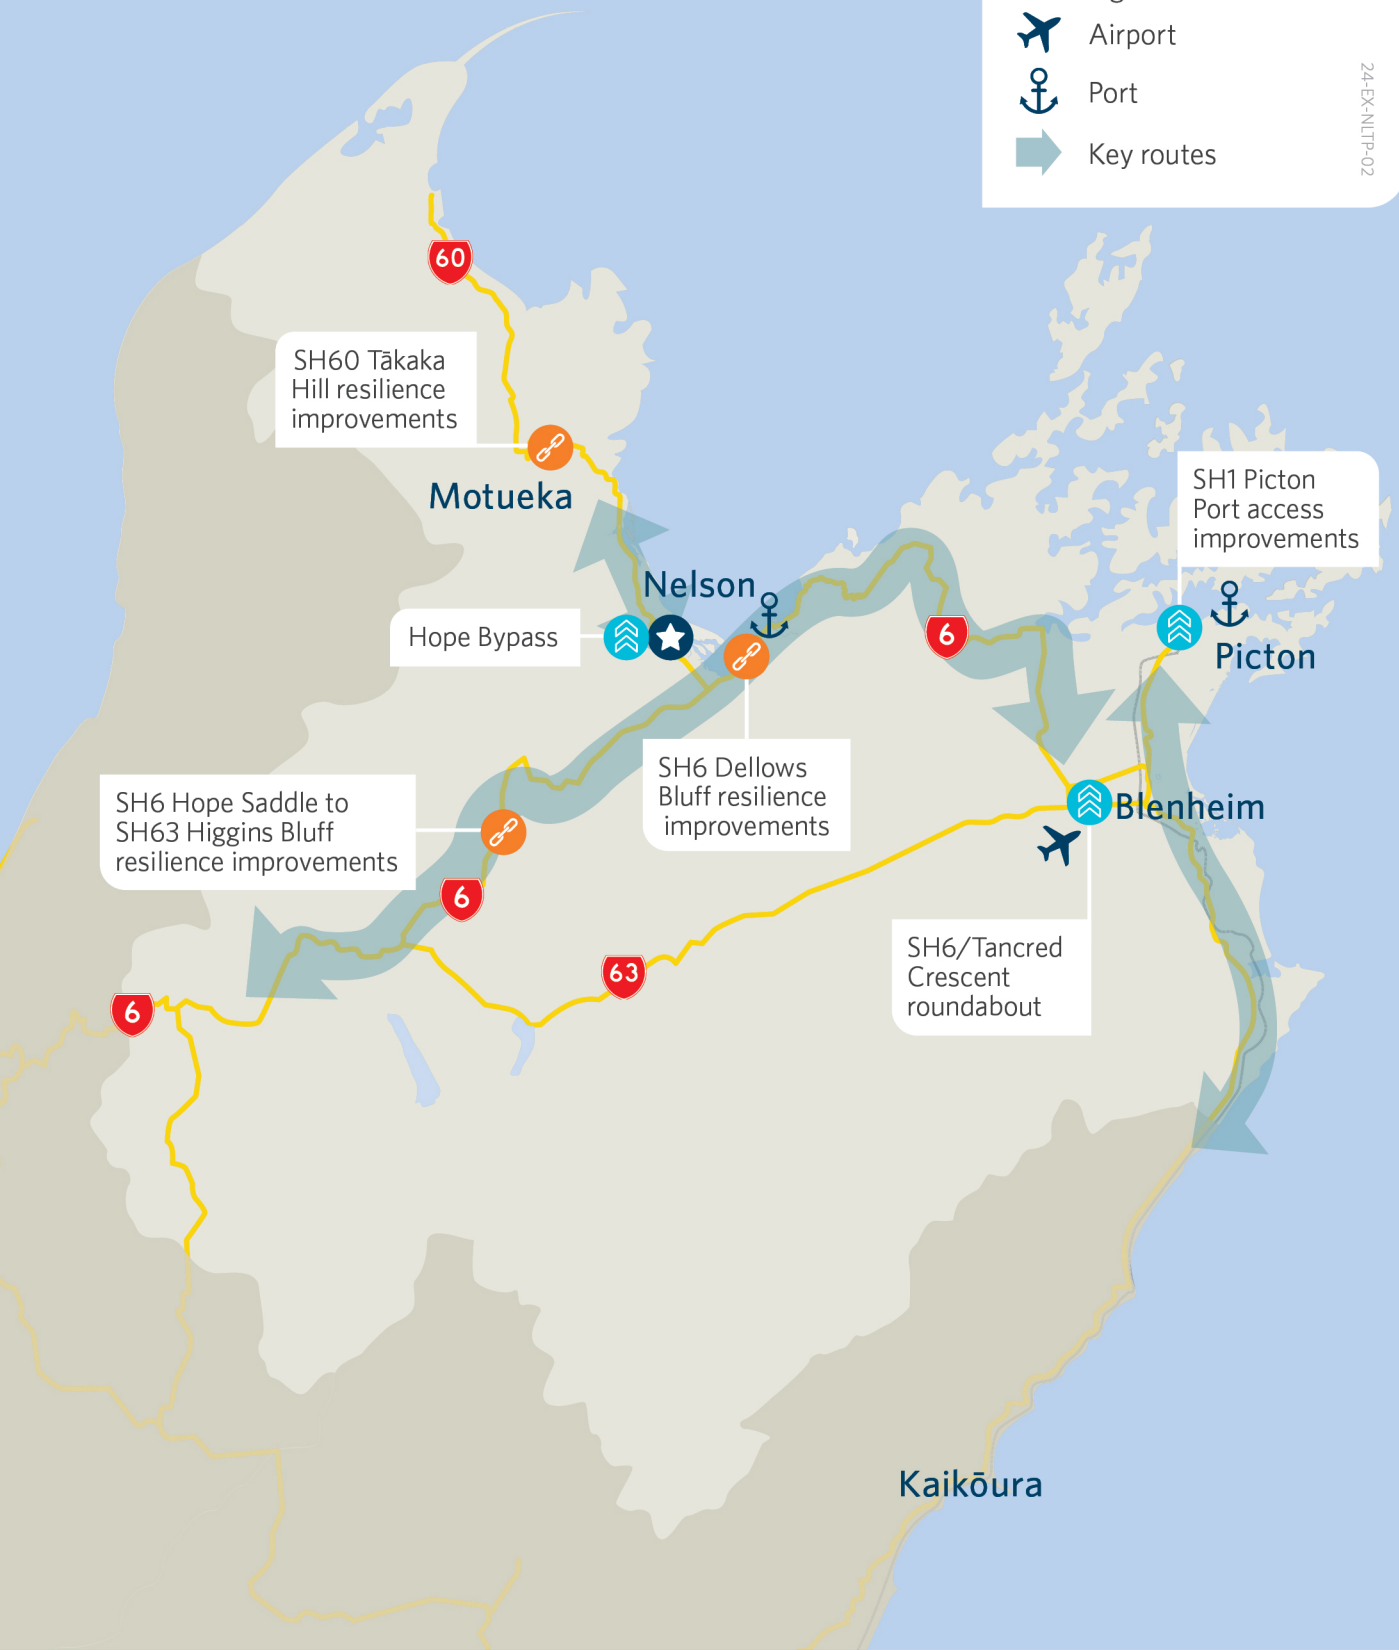 Airport
Port
Key routes
24-EX-NLTP-02
60
SH60 Tākaka
Hill resilience
improvements
Motueka
SH1 Picton
Port access
improvements
Nelson
Hope Bypass
6
Picton
SH6 Dellows
Bluff resilience
improvements
SH6 Hope Saddle to
SH63 Higgins Bluff
resilience improvements
Blenheim
6
SH6/Tancred
Crescent
roundabout
63
6
Kaikōura